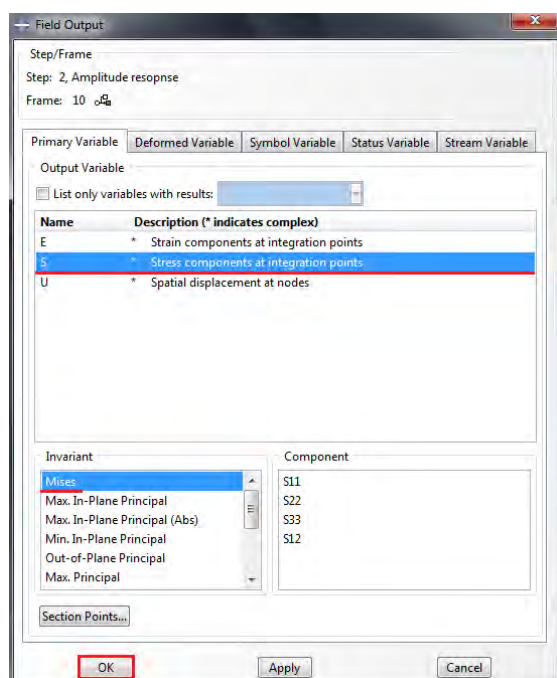 Field Output
Step/Frame
Step: 2, Amplitude resopnse
Frame: 10
Primary Variable Deformed Variable Symbol Variable Status Variable Stream Variable
Output Variable
List only variables with results:
Name Description (* indicates complex)
E * Strain components at integration points
S * Stress components at integration points
U * Spatial displacement at nodes
Invariant Component
Mises S11
Max. In-Plane Principal S22
Max. In-Plane Principal (Abs) S33
Min. In-Plane Principal S12
Out-of-Plane Principal
Max. Principal
Section Points...
OK Apply Cancel